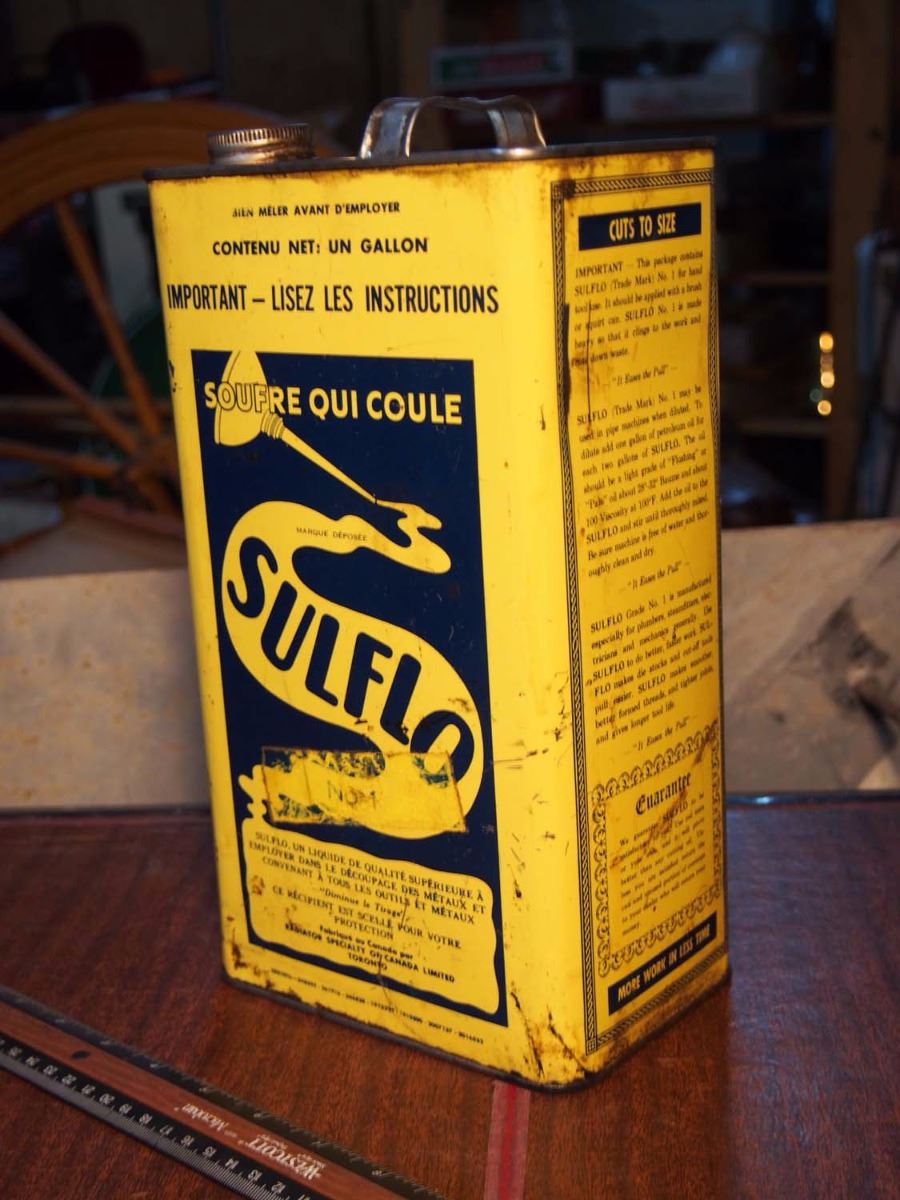 BIEN MÊLER AVANT D'EMPLOYER
CONTENU NET: UN GALLON
IMPORTANT — LISEZ LES INSTRUCTIONS
SOUFRE QUI COULE
MARQUE DÉPOSÉE
SULFLO
NO. 1
SULFLO, UN LIQUIDE DE QUALITÉ SUPÉRIEURE À
EMPLOYER DANS LE DÉCOUPAGE DES MÉTAUX ET
CONVENANT À TOUS LES OUTILS ET MÉTAUX
"Diminue le Tirage"
CE RÉCIPIENT EST SCELLÉ POUR VOTRE
PROTECTION
Fabriqué au Canada par
RADIATOR SPECIALTY OF CANADA LIMITED
TORONTO
CUTS TO SIZE
IMPORTANT — This package contains
SULFLO (Trade Mark) No. 1 for hand
tool use. It should be applied with a brush
or squirt can. SULFLO No. 1 is made
heavy so that it clings to the work and
cuts down waste.
— "It Eases the Pull" —
SULFLO (Trade Mark) No. 1 may be
used in pipe machines when diluted. To
dilute add one gallon of petroleum oil for
each two gallons of SULFLO. The oil
should be a light grade of "Flushing" or
"Pale" oil about 28°-32° Baume and about
100 Viscosity at 100°F. Add the oil to the
SULFLO and stir until thoroughly mixed.
Be sure machine is free of water and thor-
oughly clean and dry.
— "It Eases the Pull" —
SULFLO Grade No. 1 is manufactured
especially for plumbers, steamfitters, elec-
tricians and mechanics generally. Use
SULFLO to do better, faster work. SUL-
FLO makes die stocks and cut-off tools
pull easier. SULFLO makes smoother,
better formed threads, and tighter joints,
and gives longer tool life.
— "It Eases the Pull" —
Guarantee
We guarantee SULFLO to be
MORE WORK IN LESS TIME
WESTCOTT